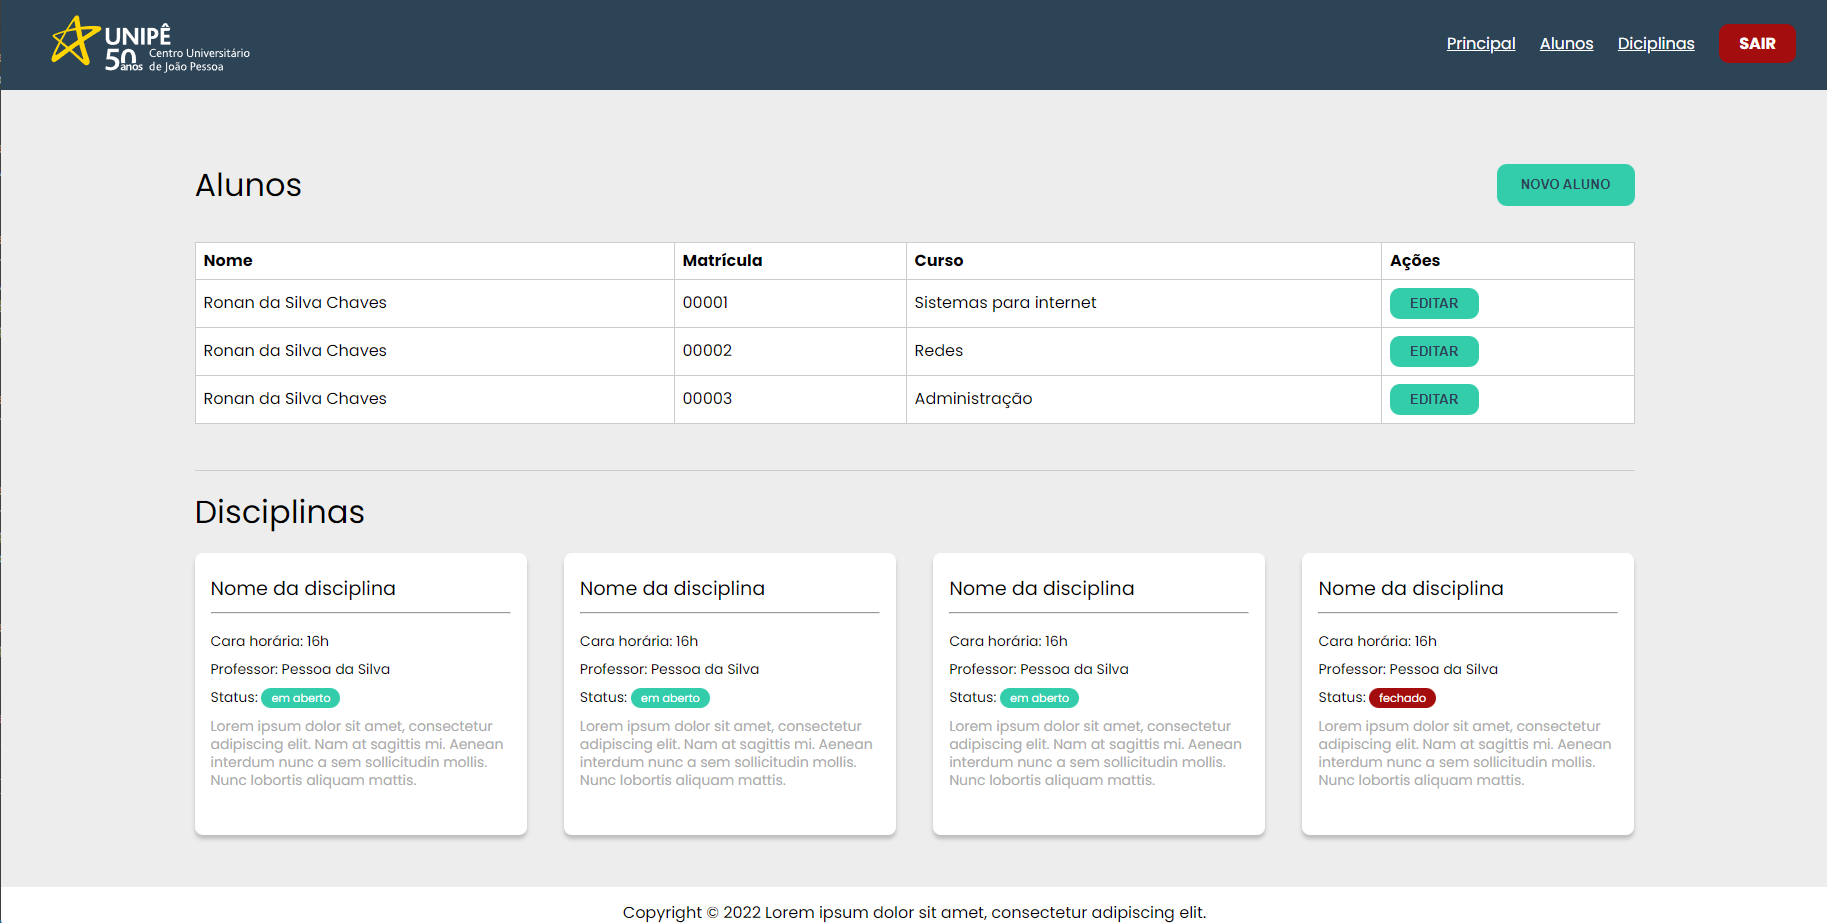 UNIPÊ
50 anos Centro Universitário de João Pessoa
Principal Alunos Diciplinas SAIR
Alunos NOVO ALUNO
Nome Matrícula Curso Ações
Ronan da Silva Chaves 00001 Sistemas para internet EDITAR
Ronan da Silva Chaves 00002 Redes EDITAR
Ronan da Silva Chaves 00003 Administração EDITAR
Disciplinas
Nome da disciplina
Cara horária: 16h
Professor: Pessoa da Silva
Status: em aberto
Lorem ipsum dolor sit amet, consectetur
adipiscing elit. Nam at sagittis mi. Aenean
interdum nunc a sem sollicitudin mollis.
Nunc lobortis aliquam mattis.
Nome da disciplina
Cara horária: 16h
Professor: Pessoa da Silva
Status: em aberto
Lorem ipsum dolor sit amet, consectetur
adipiscing elit. Nam at sagittis mi. Aenean
interdum nunc a sem sollicitudin mollis.
Nunc lobortis aliquam mattis.
Nome da disciplina
Cara horária: 16h
Professor: Pessoa da Silva
Status: em aberto
Lorem ipsum dolor sit amet, consectetur
adipiscing elit. Nam at sagittis mi. Aenean
interdum nunc a sem sollicitudin mollis.
Nunc lobortis aliquam mattis.
Nome da disciplina
Cara horária: 16h
Professor: Pessoa da Silva
Status: fechado
Lorem ipsum dolor sit amet, consectetur
adipiscing elit. Nam at sagittis mi. Aenean
interdum nunc a sem sollicitudin mollis.
Nunc lobortis aliquam mattis.
Copyright © 2022 Lorem ipsum dolor sit amet, consectetur adipiscing elit.